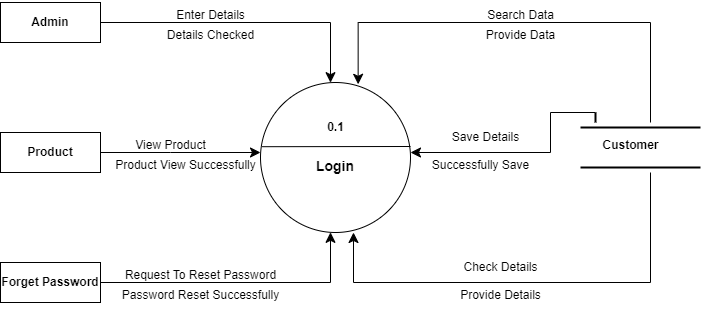 Admin
Enter Details
Details Checked
Search Data
Provide Data
0.1
Login
Product
View Product
Product View Successfully
Save Details
Successfully Save
Customer
Forget Password
Request To Reset Password
Password Reset Successfully
Check Details
Provide Details